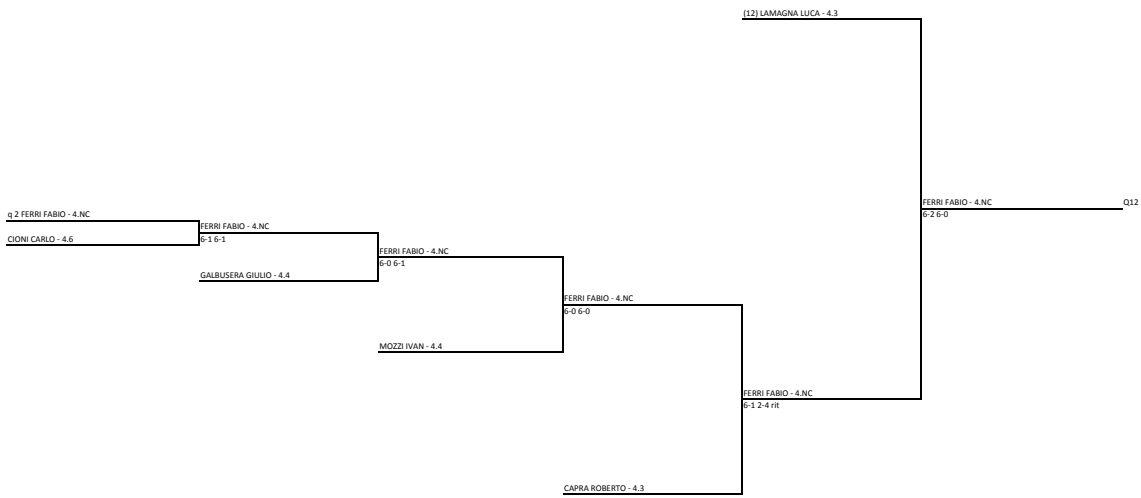 (12) LAMAGNA LUCA - 4.3
FERRI FABIO - 4.NC
Q12
6-2 6-0
q 2 FERRI FABIO - 4.NC
FERRI FABIO - 4.NC
CIONI CARLO - 4.6
6-1 6-1
FERRI FABIO - 4.NC
6-0 6-1
GALBUSERA GIULIO - 4.4
FERRI FABIO - 4.NC
6-0 6-0
MOZZI IVAN - 4.4
FERRI FABIO - 4.NC
6-1 2-4 rit
CAPRA ROBERTO - 4.3